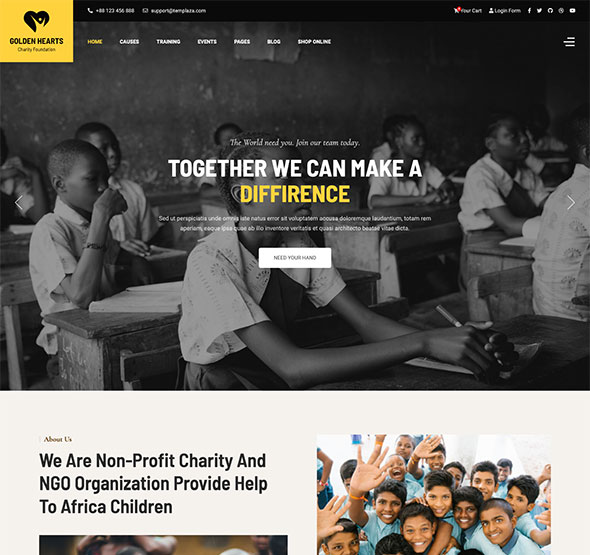 GOLDEN HEARTS
Charity Foundation
+88 123 456 888
support@templaza.com
Your Cart
Login Form
HOME
CAUSES
TRAINING
EVENTS
PAGES
BLOG
SHOP ONLINE
The World need you. Join our team today.
TOGETHER WE CAN MAKE A
DIFFIRENCE
Sed ut perspiciatis unde omnis iste natus error sit voluptatem accusa doloremque laudantium, totam rem
aperiam, eaque ipsa quae ab illo inventore veritatis et quasi architecto beatae vitae dicta.
NEED YOUR HAND
About Us
We Are Non-Profit Charity And
NGO Organization Provide Help
To Africa Children